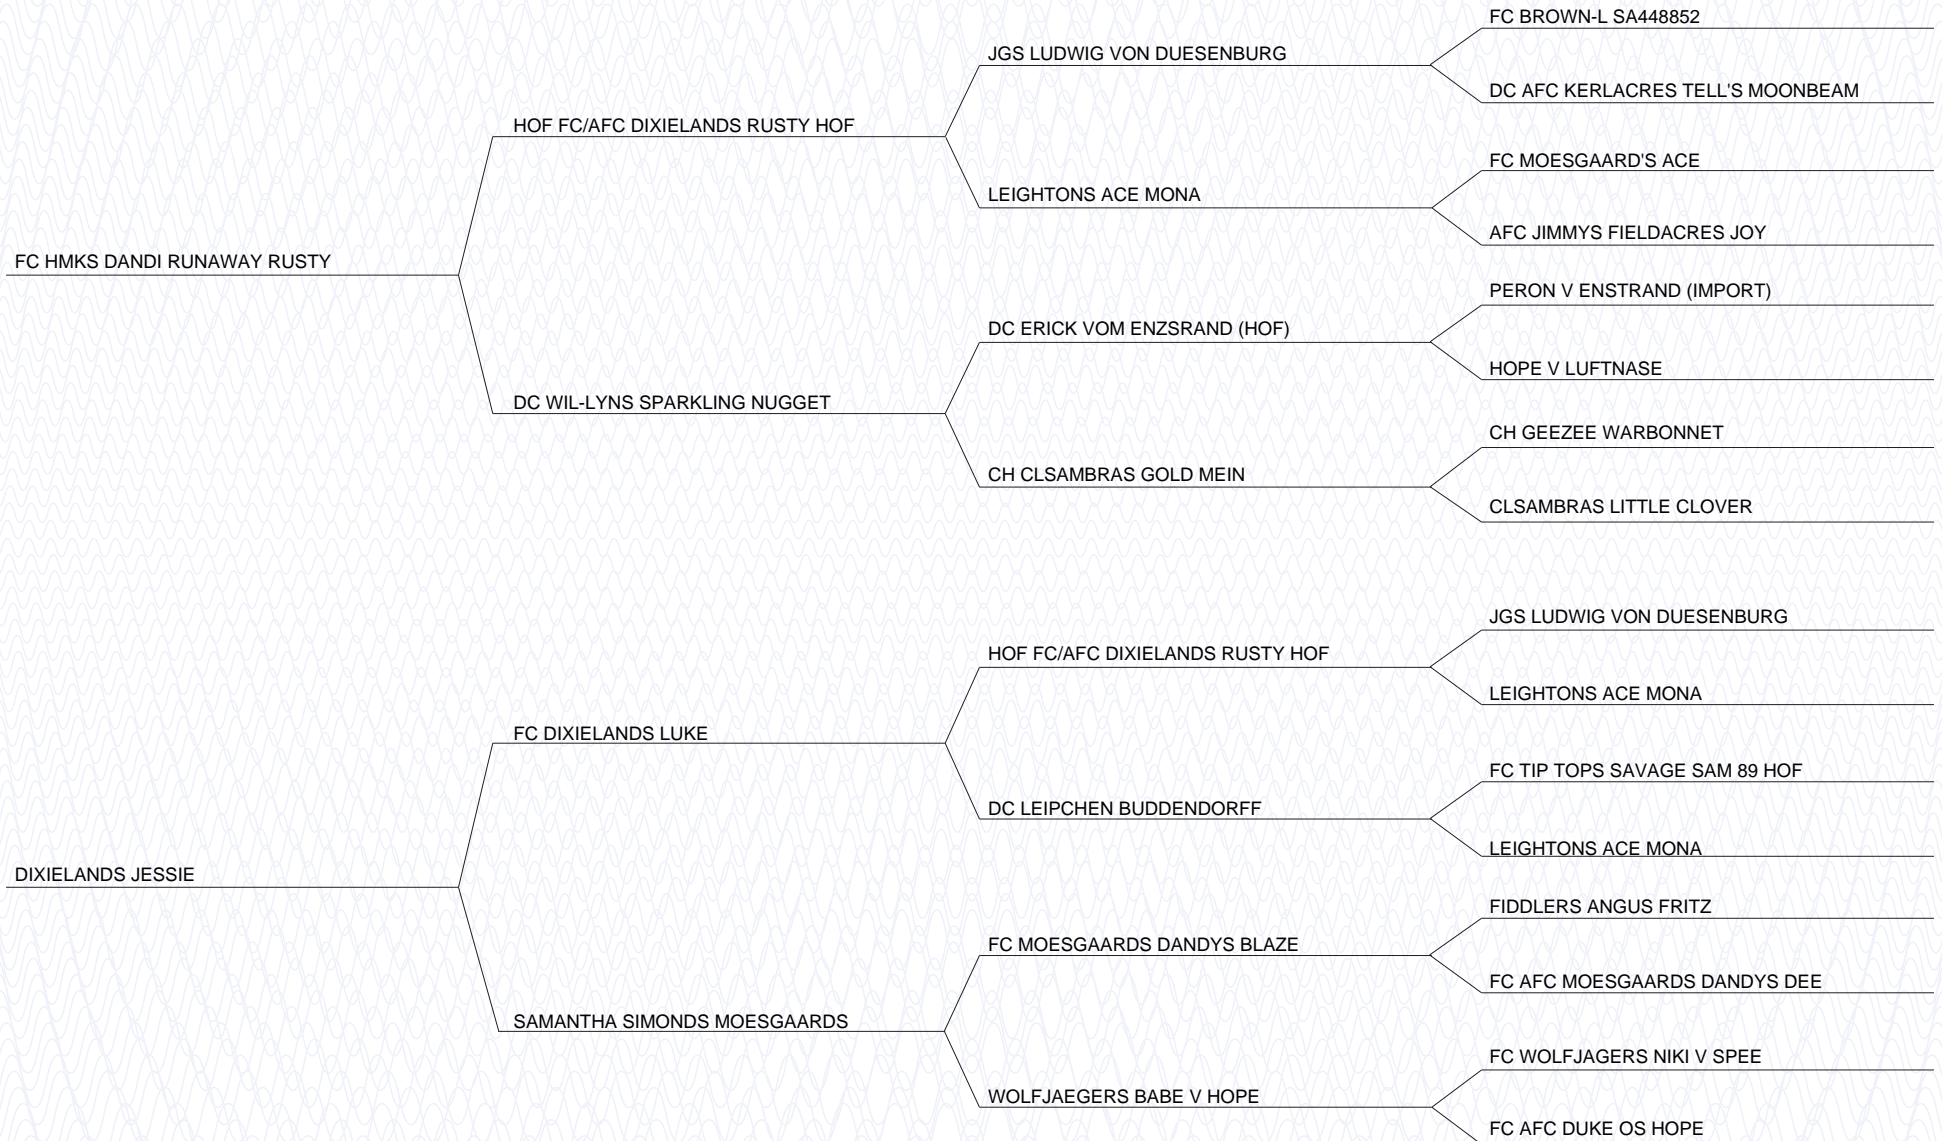 FC BROWN-L SA448852
JGS LUDWIG VON DUESENBURG
DC AFC KERLACRES TELL'S MOONBEAM
HOF FC/AFC DIXIELANDS RUSTY HOF
FC MOESGAARD'S ACE
LEIGHTONS ACE MONA
AFC JIMMYS FIELDACRES JOY
FC HMKS DANDI RUNAWAY RUSTY
PERON V ENSTRAND (IMPORT)
DC ERICK VOM ENZSRAND (HOF)
HOPE V LUFTNASE
DC WIL-LYNS SPARKLING NUGGET
CH GEEZEE WARBONNET
CH CLSAMBRAS GOLD MEIN
CLSAMBRAS LITTLE CLOVER
JGS LUDWIG VON DUESENBURG
HOF FC/AFC DIXIELANDS RUSTY HOF
LEIGHTONS ACE MONA
FC DIXIELANDS LUKE
FC TIP TOPS SAVAGE SAM 89 HOF
DC LEIPCHEN BUDDENDORFF
LEIGHTONS ACE MONA
DIXIELANDS JESSIE
FIDDLERS ANGUS FRITZ
FC MOESGAARDS DANDYS BLAZE
FC AFC MOESGAARDS DANDYS DEE
SAMANTHA SIMONDS MOESGAARDS
FC WOLFJAGERS NIKI V SPEE
WOLFJAEGERS BABE V HOPE
FC AFC DUKE OS HOPE